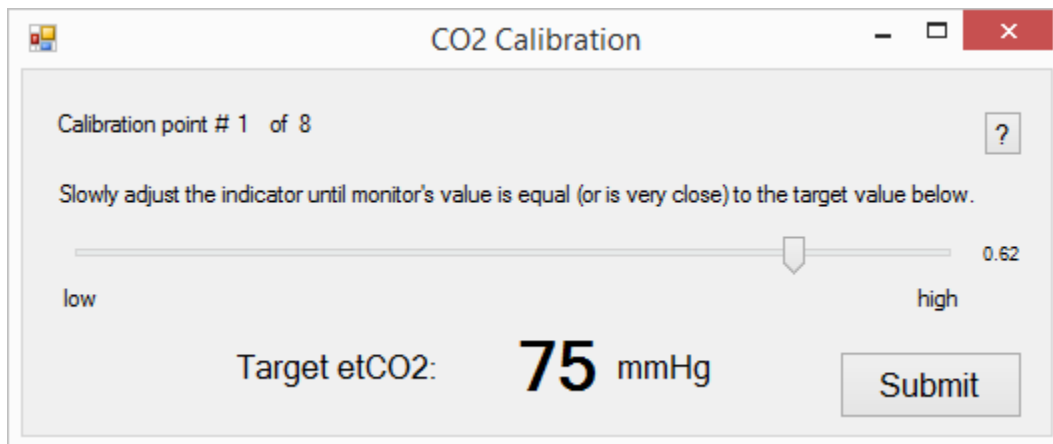 CO2 Calibration
Calibration point # 1 of 8
?
Slowly adjust the indicator until monitor's value is equal (or is very close) to the target value below.
0.62
low high
Target etCO2: 75 mmHg
Submit